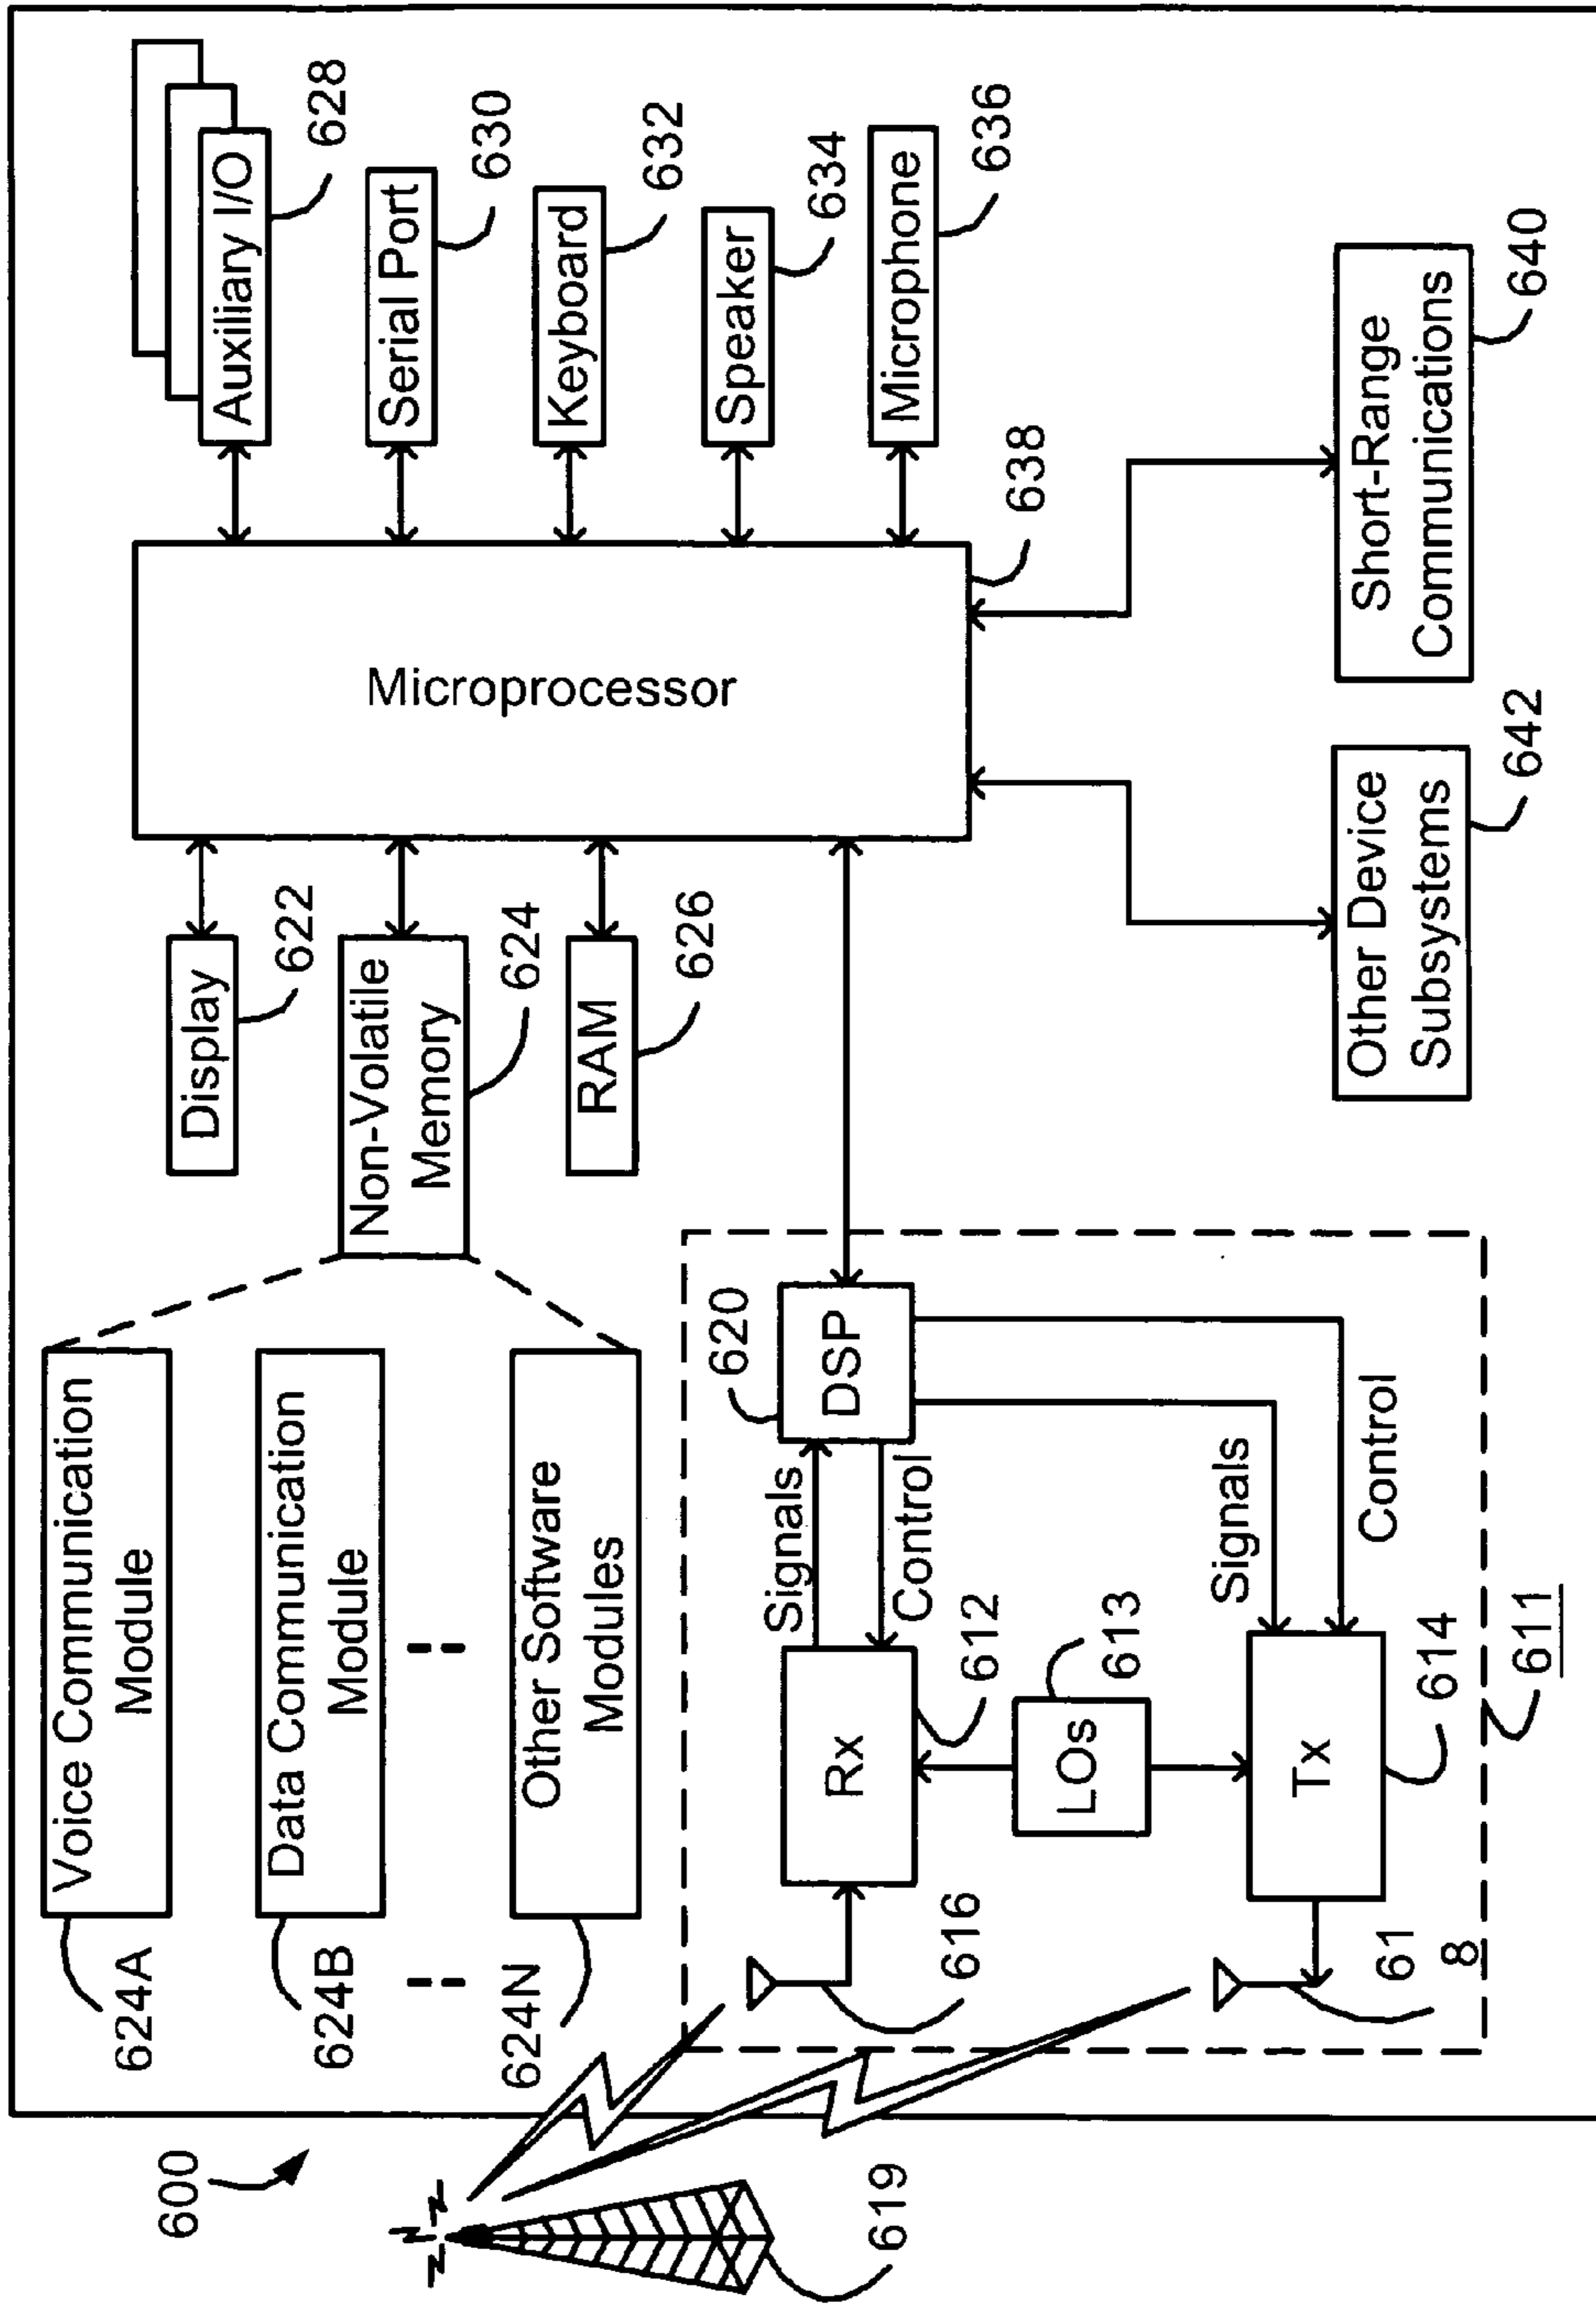 600
619
Voice Communication
Module
624A
Data Communication
Module
624B
Other Software
Modules
624N
Display
622
Non-Volatile
Memory
624
RAM
626
Microprocessor
638
Auxiliary I/O
628
Serial Port
630
Keyboard
632
Speaker
634
Microphone
636
Short-Range
Communications
640
Other Device
Subsystems
642
DSP
620
Signals
Control
Rx
612
LOs
613
Signals
Control
Tx
614
616
61
8
611